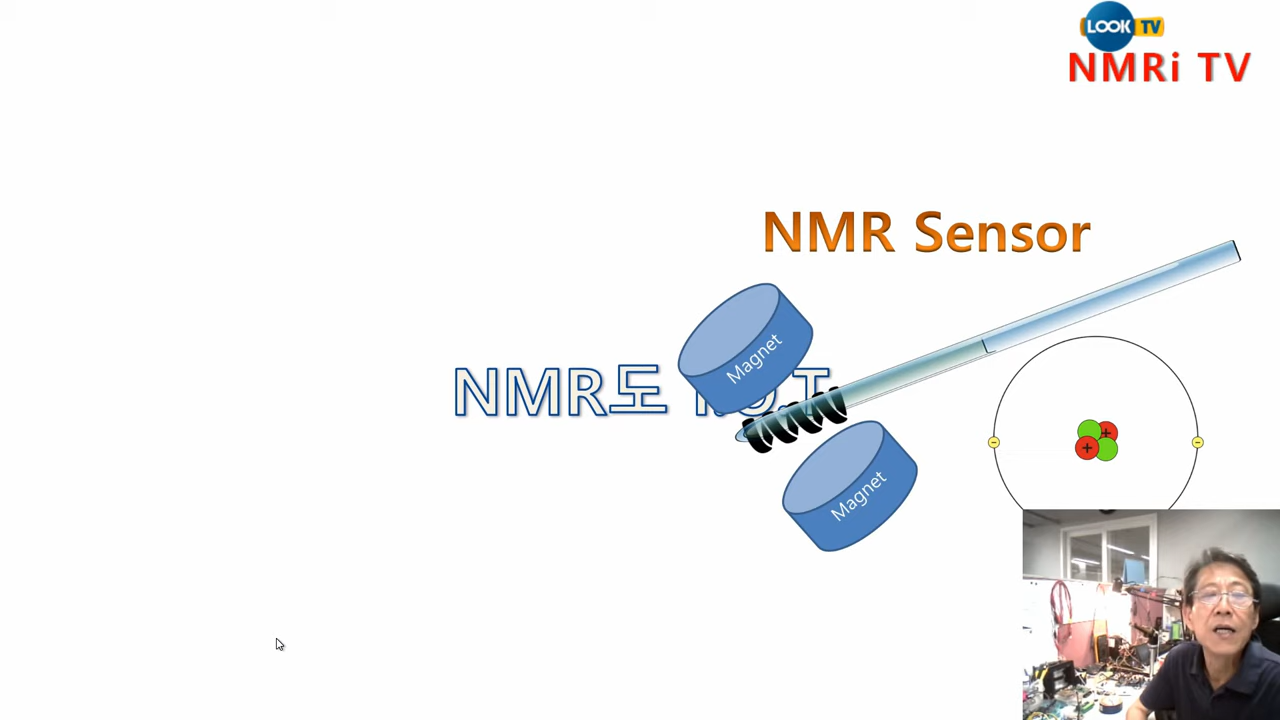 LOOK TV
NMRi TV
NMR Sensor
Magnet
NMR도
Magnet